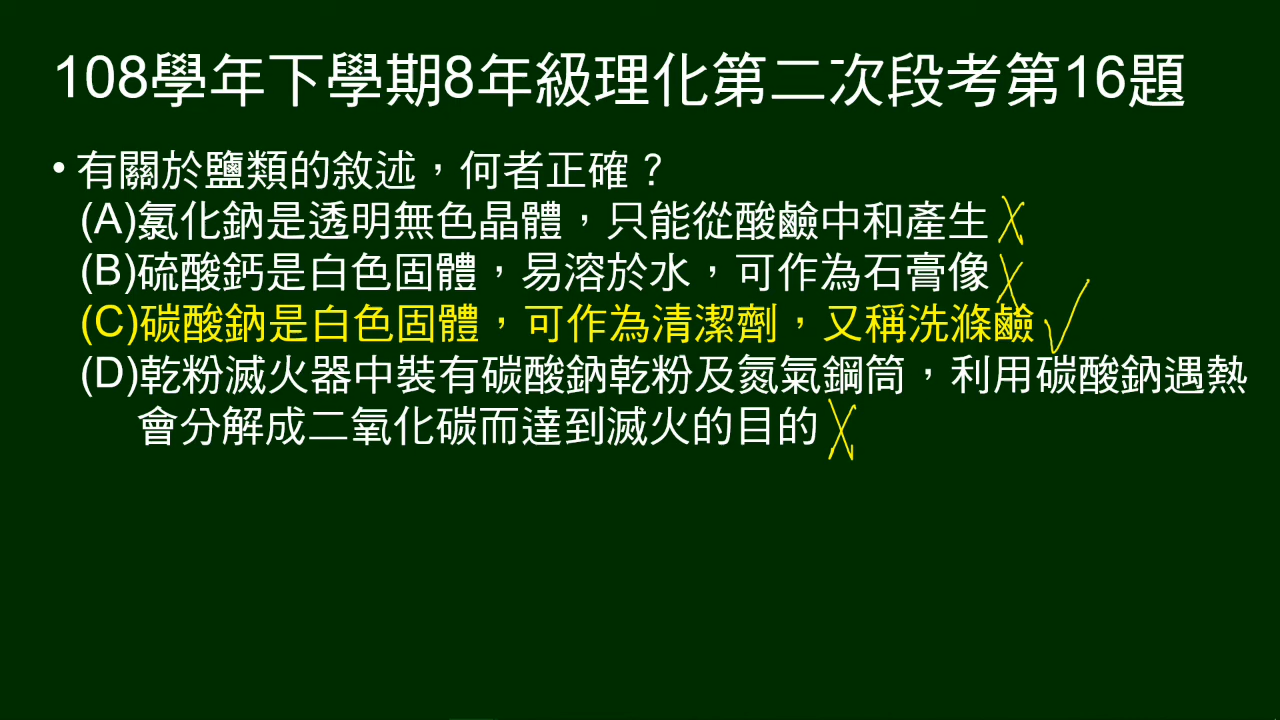 108學年下學期8年級理化第二次段考第16題
• 有關於鹽類的敘述，何者正確？
(A)氯化鈉是透明無色晶體，只能從酸鹼中和產生 X
(B)硫酸鈣是白色固體，易溶於水，可作為石膏像 X
(C)碳酸鈉是白色固體，可作為清潔劑，又稱洗滌鹼 ✓
(D)乾粉滅火器中裝有碳酸鈉乾粉及氮氣鋼筒，利用碳酸鈉遇熱
會分解成二氧化碳而達到滅火的目的 X